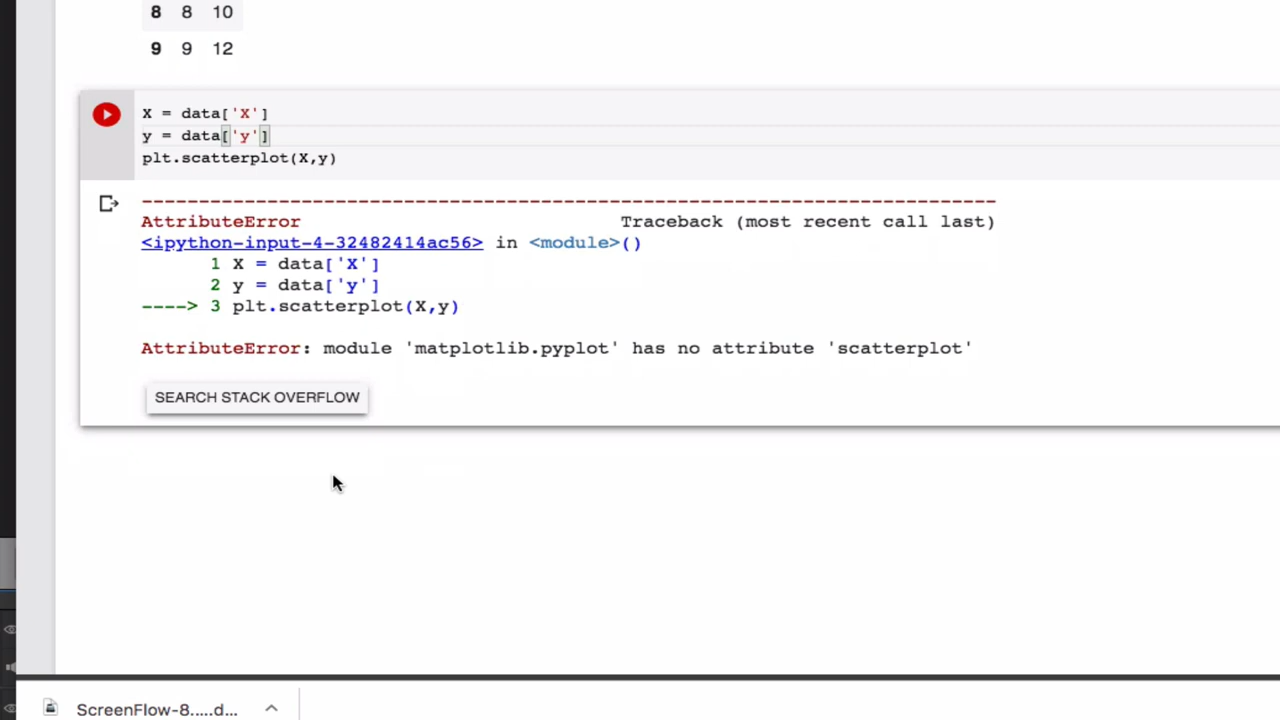 8 8 10
9 9 12
X = data['X']
y = data['y']
plt.scatterplot(X,y)
---------------------------------------------------------------------------
AttributeError Traceback (most recent call last)
<ipython-input-4-32482414ac56> in <module>()
1 X = data['X']
2 y = data['y']
----> 3 plt.scatterplot(X,y)
AttributeError: module 'matplotlib.pyplot' has no attribute 'scatterplot'
SEARCH STACK OVERFLOW
ScreenFlow-8.....d...